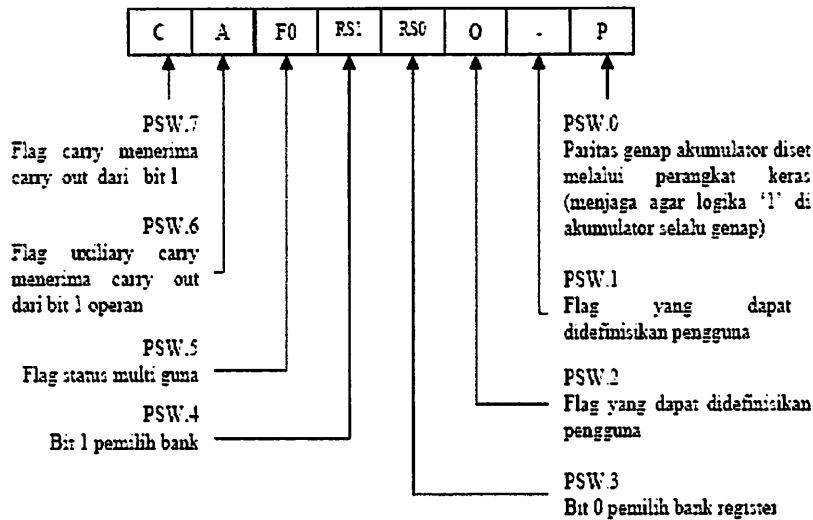 C A F0 RS1 RS0 O - P
PSW.7
Flag carry menerima
carry out dari bit 1
PSW.6
Flag uxiliary carry
menerima carry out
dari bit 1 operan
PSW.5
Flag status multi guna
PSW.4
Bit 1 pemilih bank
PSW.0
Paritas genap akumulator diset
melalui perangkat keras
(menjaga agar logika ‘1’ di
akumulator selalu genap)
PSW.1
Flag yang dapat
didefinisikan pengguna
PSW.2
Flag yang dapat didefinisikan
pengguna
PSW.3
Bit 0 pemilih bank register